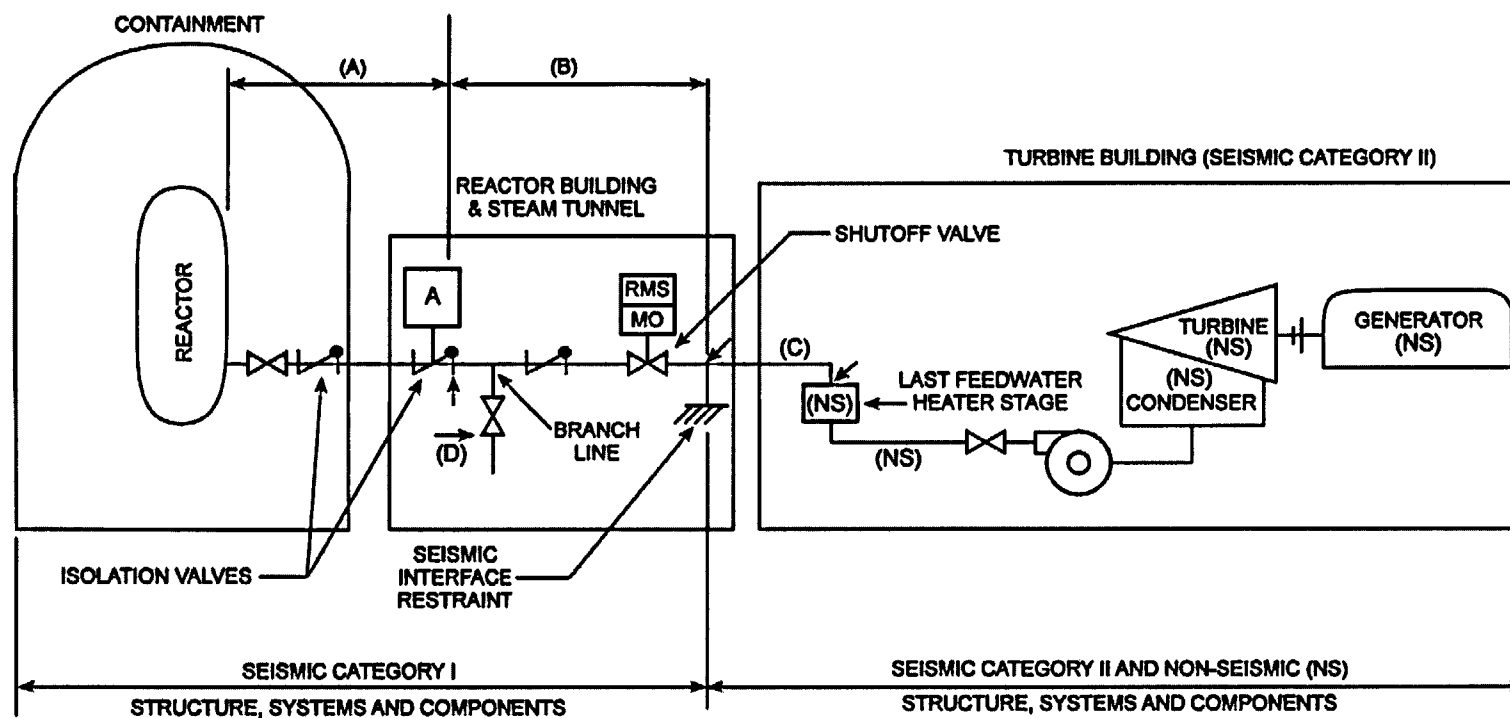 CONTAINMENT
(A)
(B)
TURBINE BUILDING (SEISMIC CATEGORY II)
REACTOR BUILDING
& STEAM TUNNEL
SHUTOFF VALVE
REACTOR
A
RMS
MO
(C)
TURBINE
(NS)
GENERATOR
(NS)
(NS)
CONDENSER
LAST FEEDWATER
HEATER STAGE
(NS)
(NS)
(D)
BRANCH
LINE
ISOLATION VALVES
SEISMIC
INTERFACE
RESTRAINT
SEISMIC CATEGORY I
STRUCTURE, SYSTEMS AND COMPONENTS
SEISMIC CATEGORY II AND NON-SEISMIC (NS)
STRUCTURE, SYSTEMS AND COMPONENTS